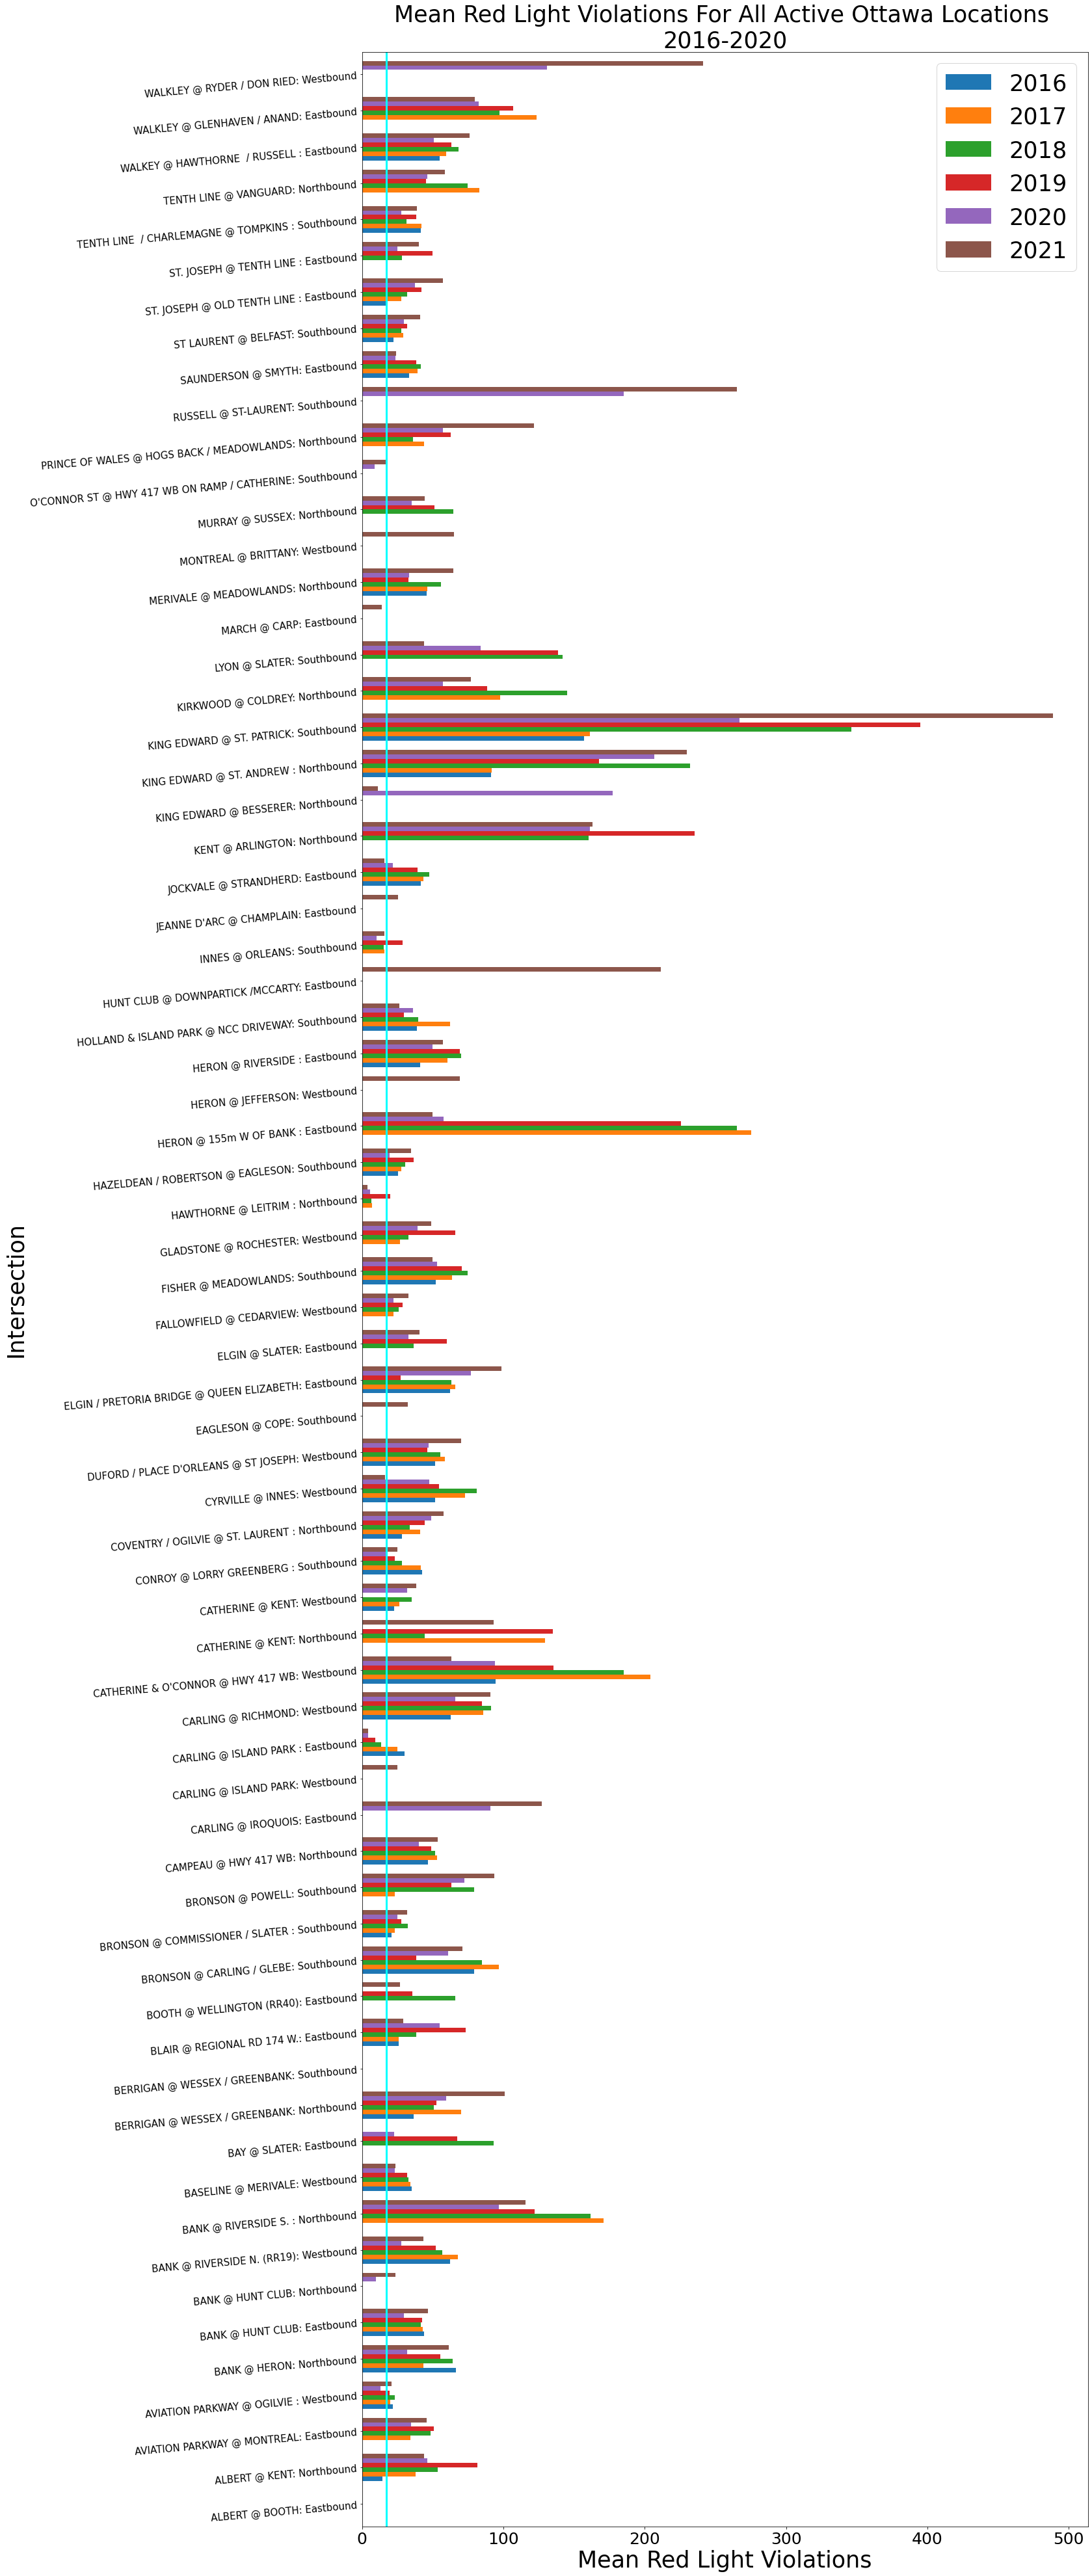 Mean Red Light Violations For All Active Ottawa Locations
2016-2020
2016
2017
2018
2019
2020
2021
WALKLEY @ RYDER / DON RIED: Westbound
WALKLEY @ GLENHAVEN / ANAND: Eastbound
WALKEY @ HAWTHORNE  / RUSSELL : Eastbound
TENTH LINE @ VANGUARD: Northbound
TENTH LINE  / CHARLEMAGNE @ TOMPKINS : Southbound
ST. JOSEPH @ TENTH LINE : Eastbound
ST. JOSEPH @ OLD TENTH LINE : Eastbound
ST LAURENT @ BELFAST: Southbound
SAUNDERSON @ SMYTH: Eastbound
RUSSELL @ ST-LAURENT: Southbound
PRINCE OF WALES @ HOGS BACK / MEADOWLANDS: Northbound
O'CONNOR ST @ HWY 417 WB ON RAMP / CATHERINE: Southbound
MURRAY @ SUSSEX: Northbound
MONTREAL @ BRITTANY: Westbound
MERIVALE @ MEADOWLANDS: Northbound
MARCH @ CARP: Eastbound
LYON @ SLATER: Southbound
KIRKWOOD @ COLDREY: Northbound
KING EDWARD @ ST. PATRICK: Southbound
KING EDWARD @ ST. ANDREW : Northbound
KING EDWARD @ BESSERER: Northbound
KENT @ ARLINGTON: Northbound
JOCKVALE @ STRANDHERD: Eastbound
JEANNE D'ARC @ CHAMPLAIN: Eastbound
INNES @ ORLEANS: Southbound
HUNT CLUB @ DOWNPARTICK /MCCARTY: Eastbound
HOLLAND & ISLAND PARK @ NCC DRIVEWAY: Southbound
HERON @ RIVERSIDE : Eastbound
HERON @ JEFFERSON: Westbound
HERON @ 155m W OF BANK : Eastbound
HAZELDEAN / ROBERTSON @ EAGLESON: Southbound
HAWTHORNE @ LEITRIM : Northbound
GLADSTONE @ ROCHESTER: Westbound
FISHER @ MEADOWLANDS: Southbound
FALLOWFIELD @ CEDARVIEW: Westbound
ELGIN @ SLATER: Eastbound
ELGIN / PRETORIA BRIDGE @ QUEEN ELIZABETH: Eastbound
EAGLESON @ COPE: Southbound
DUFORD / PLACE D'ORLEANS @ ST JOSEPH: Westbound
CYRVILLE @ INNES: Westbound
COVENTRY / OGILVIE @ ST. LAURENT : Northbound
CONROY @ LORRY GREENBERG : Southbound
CATHERINE @ KENT: Westbound
CATHERINE @ KENT: Northbound
CATHERINE & O'CONNOR @ HWY 417 WB: Westbound
CARLING @ RICHMOND: Westbound
CARLING @ ISLAND PARK : Eastbound
CARLING @ ISLAND PARK: Westbound
CARLING @ IROQUOIS: Eastbound
CAMPEAU @ HWY 417 WB: Northbound
BRONSON @ POWELL: Southbound
BRONSON @ COMMISSIONER / SLATER : Southbound
BRONSON @ CARLING / GLEBE: Southbound
BOOTH @ WELLINGTON (RR40): Eastbound
BLAIR @ REGIONAL RD 174 W.: Eastbound
BERRIGAN @ WESSEX / GREENBANK: Southbound
BERRIGAN @ WESSEX / GREENBANK: Northbound
BAY @ SLATER: Eastbound
BASELINE @ MERIVALE: Westbound
BANK @ RIVERSIDE S. : Northbound
BANK @ RIVERSIDE N. (RR19): Westbound
BANK @ HUNT CLUB: Northbound
BANK @ HUNT CLUB: Eastbound
BANK @ HERON: Northbound
AVIATION PARKWAY @ OGILVIE : Westbound
AVIATION PARKWAY @ MONTREAL: Eastbound
ALBERT @ KENT: Northbound
ALBERT @ BOOTH: Eastbound
Intersection
0 100 200 300 400 500
Mean Red Light Violations